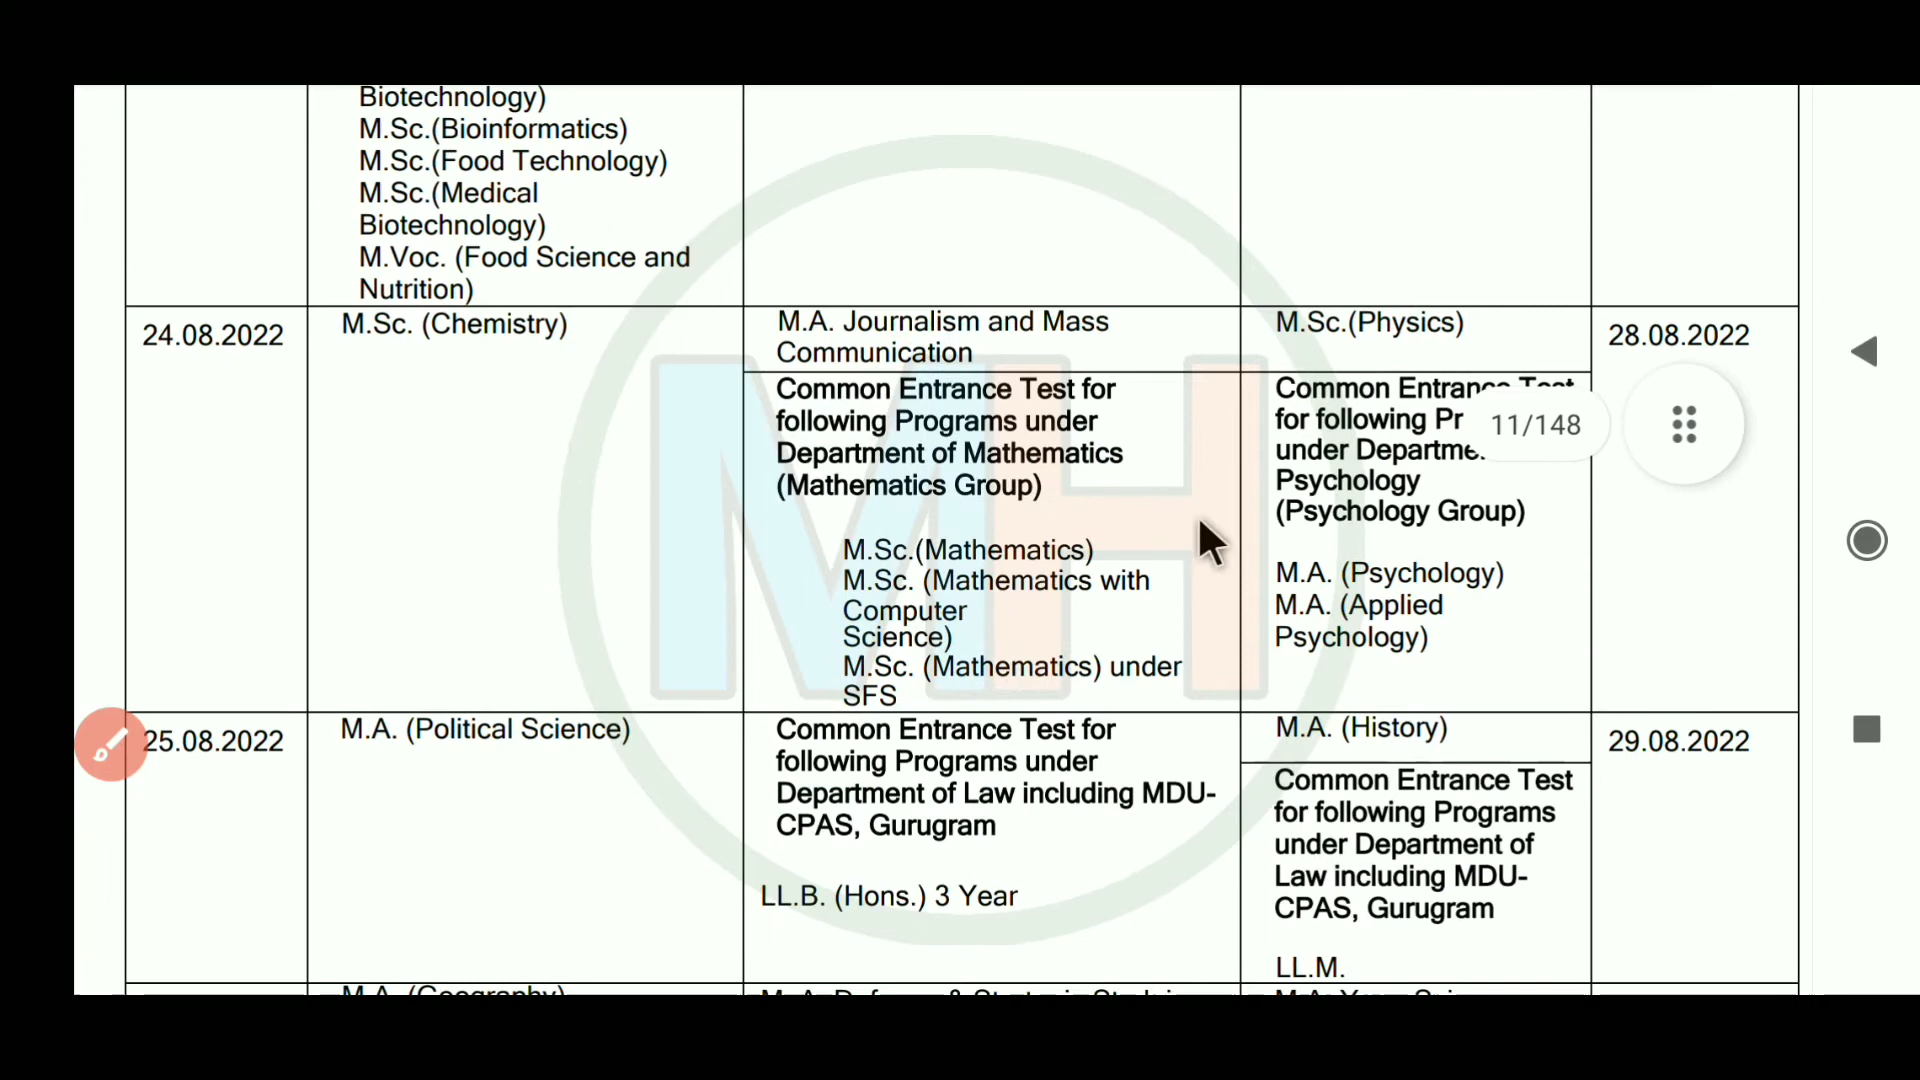 Biotechnology)
M.Sc.(Bioinformatics)
M.Sc.(Food Technology)
M.Sc.(Medical
Biotechnology)
M.Voc. (Food Science and
Nutrition)
24.08.2022
M.Sc. (Chemistry)
M.A. Journalism and Mass
Communication
Common Entrance Test for
following Programs under
Department of Mathematics
(Mathematics Group)
M.Sc.(Mathematics)
M.Sc. (Mathematics with
Computer
Science)
M.Sc. (Mathematics) under
SFS
M.Sc.(Physics)
Common Entrance Test
for following Pr
under Departme
Psychology
(Psychology Group)
M.A. (Psychology)
M.A. (Applied
Psychology)
28.08.2022
11/148
25.08.2022
M.A. (Political Science)
Common Entrance Test for
following Programs under
Department of Law including MDU-
CPAS, Gurugram
LL.B. (Hons.) 3 Year
M.A. (History)
Common Entrance Test
for following Programs
under Department of
Law including MDU-
CPAS, Gurugram
LL.M.
29.08.2022
M.A. (Geography)
MH